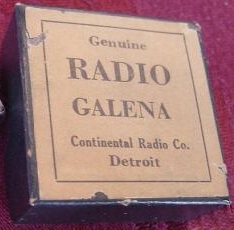 Genuine
RADIO
GALENA
Continental Radio Co.
Detroit